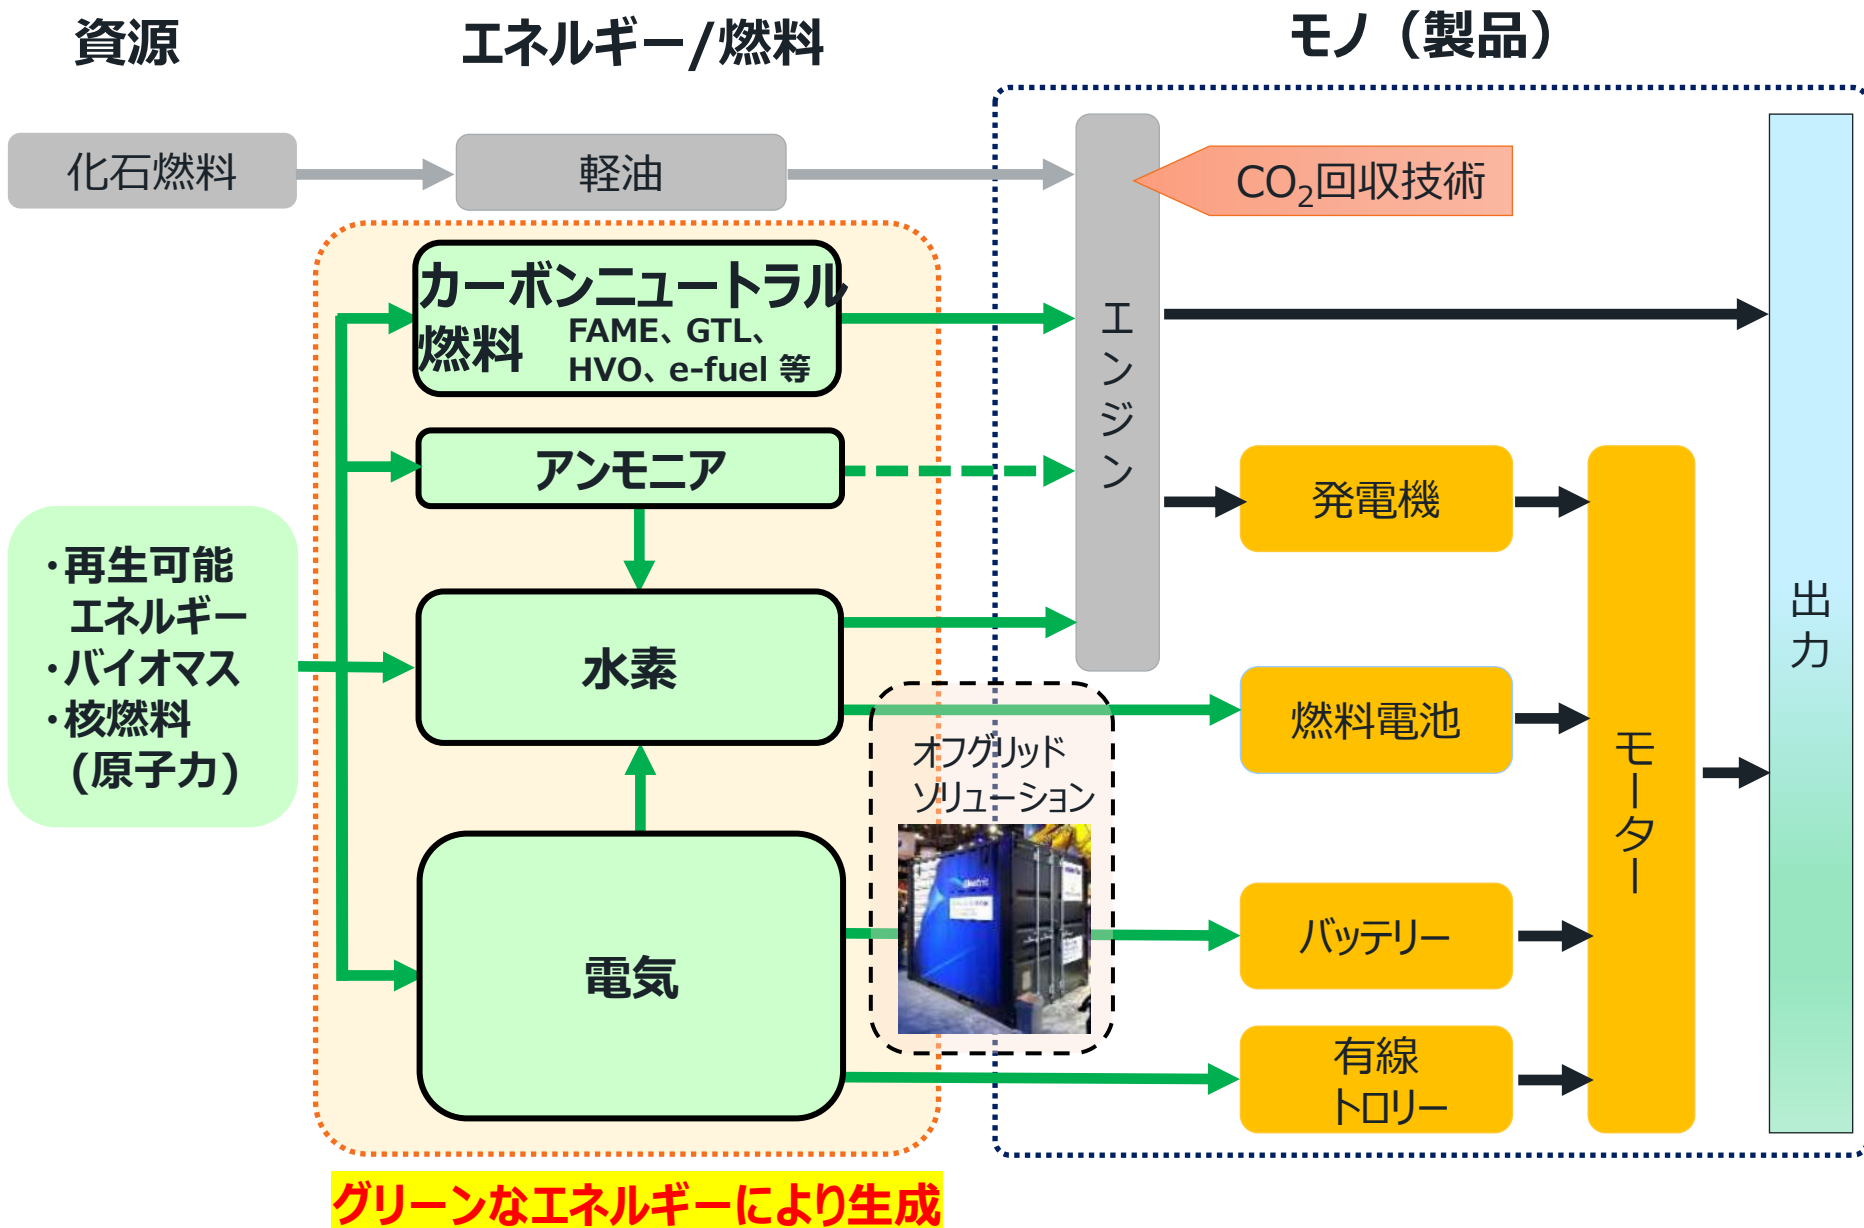 資源
エネルギー/燃料
モノ（製品）
化石燃料
軽油
CO₂回収技術
カーボンニュートラル
燃料
FAME、GTL、
HVO、e-fuel 等
エンジン
アンモニア
発電機
・再生可能
エネルギー
・バイオマス
・核燃料
(原子力)
水素
燃料電池
オフグリッド
ソリューション
モーター
出力
電気
バッテリー
有線
トロリー
グリーンなエネルギーにより生成